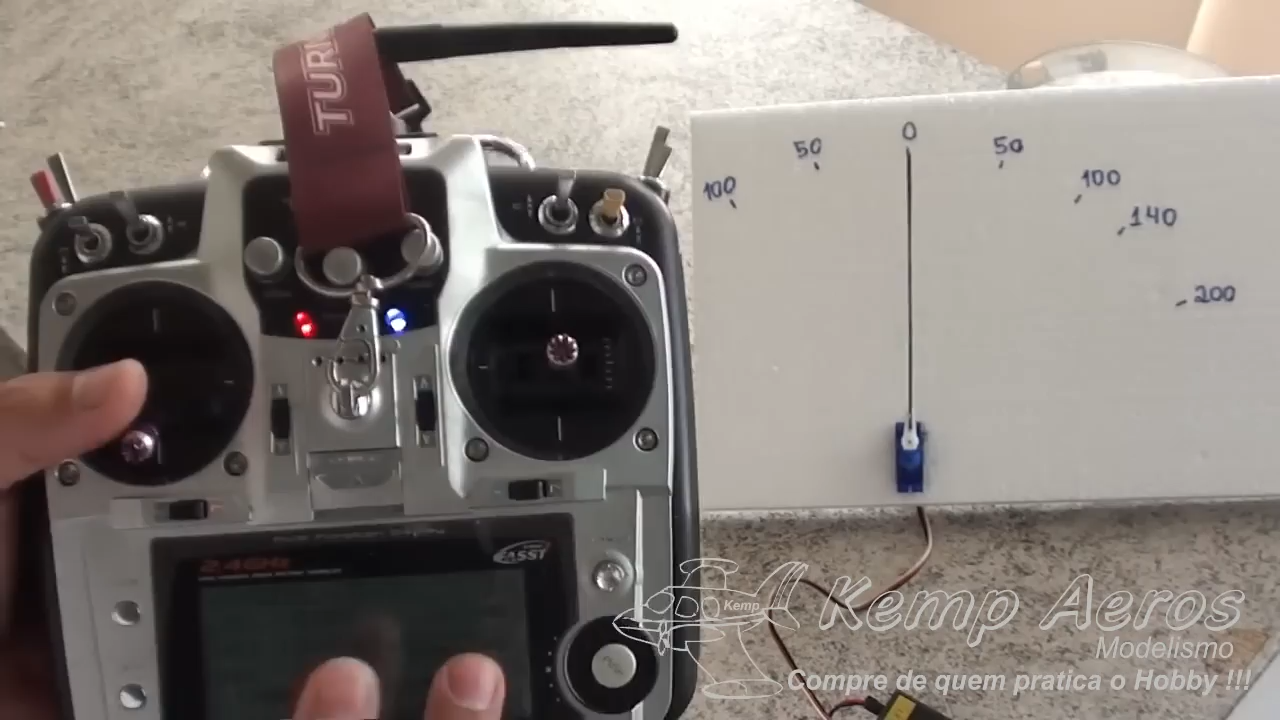 TURNI
50
0
50
100
100
140
200
2.4GHz
FASST
Kemp
Kemp Aeros
Modelismo
Compre de quem pratica o Hobby !!!